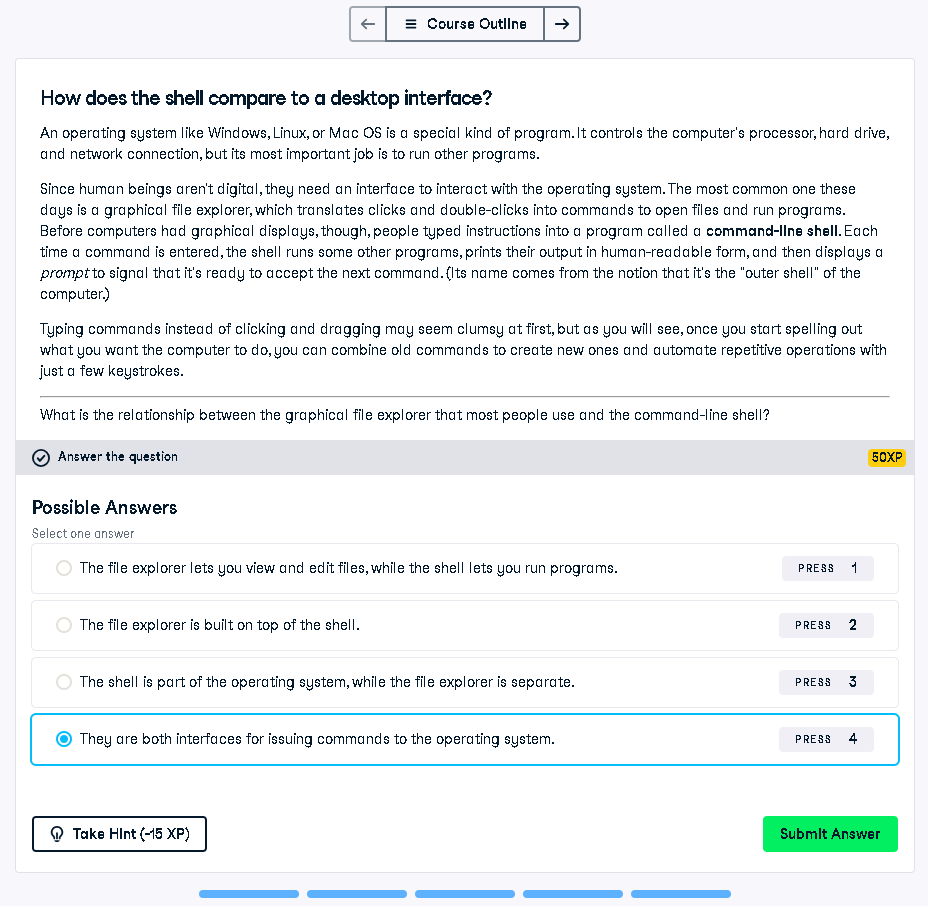 Course Outline
How does the shell compare to a desktop interface?
An operating system like Windows, Linux, or Mac OS is a special kind of program. It controls the computer's processor, hard drive,
and network connection, but its most important job is to run other programs.
Since human beings aren't digital, they need an interface to interact with the operating system. The most common one these
days is a graphical file explorer, which translates clicks and double-clicks into commands to open files and run programs.
Before computers had graphical displays, though, people typed instructions into a program called a command-line shell. Each
time a command is entered, the shell runs some other programs, prints their output in human-readable form, and then displays a
prompt to signal that it's ready to accept the next command. (Its name comes from the notion that it's the "outer shell" of the
computer.)
Typing commands instead of clicking and dragging may seem clumsy at first, but as you will see, once you start spelling out
what you want the computer to do, you can combine old commands to create new ones and automate repetitive operations with
just a few keystrokes.
What is the relationship between the graphical file explorer that most people use and the command-line shell?
Answer the question 50XP
Possible Answers
Select one answer
The file explorer lets you view and edit files, while the shell lets you run programs. PRESS 1
The file explorer is built on top of the shell. PRESS 2
The shell is part of the operating system, while the file explorer is separate. PRESS 3
They are both interfaces for issuing commands to the operating system. PRESS 4
Take Hint (-15 XP) Submit Answer